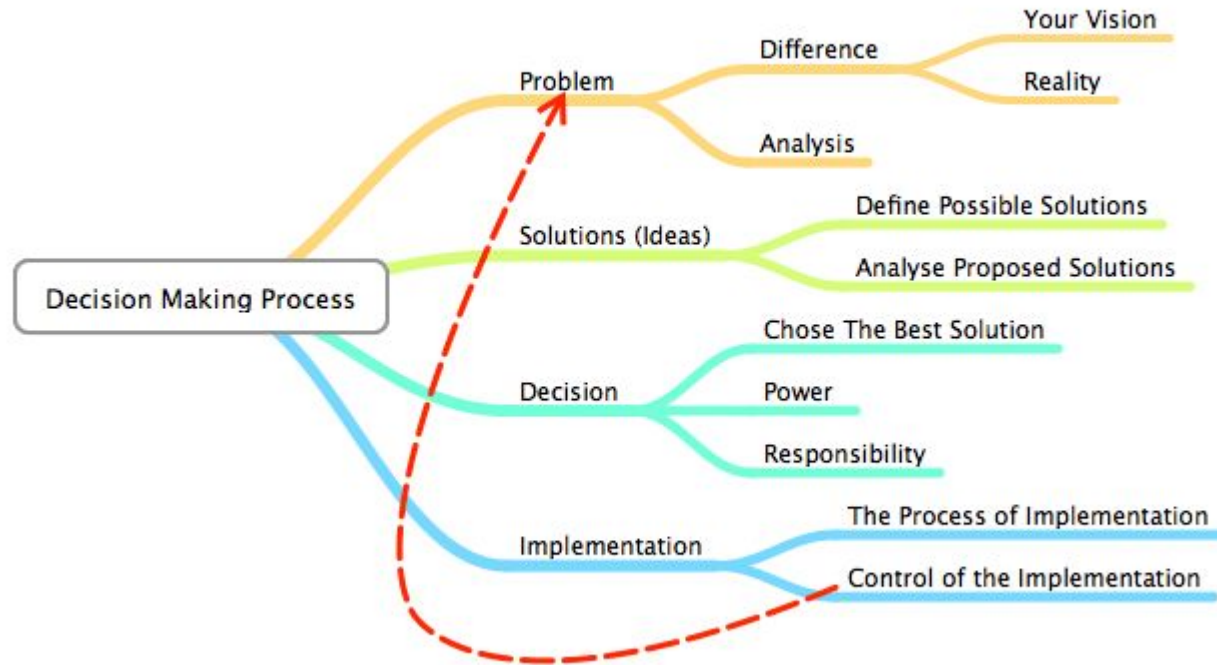 Decision Making Process
Problem
Difference
Your Vision
Reality
Analysis
Solutions (Ideas)
Define Possible Solutions
Analyse Proposed Solutions
Decision
Chose The Best Solution
Power
Responsibility
Implementation
The Process of Implementation
Control of the Implementation